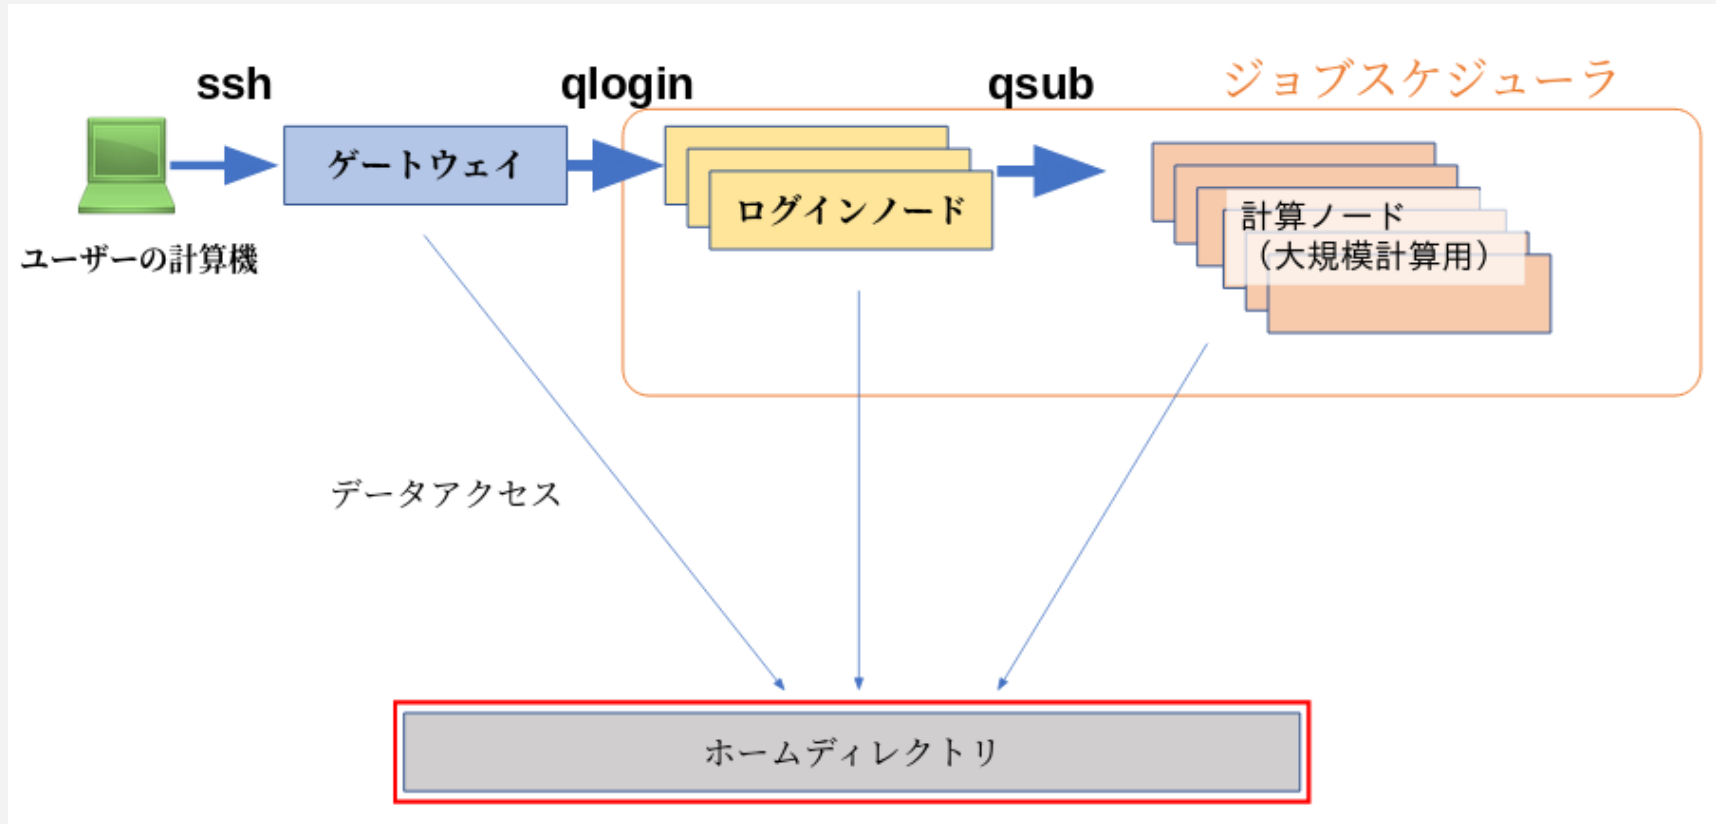 ssh
qlogin
qsub
ジョブスケジューラ
ゲートウェイ
ログインノード
計算ノード
（大規模計算用）
ユーザーの計算機
データアクセス
ホームディレクトリ